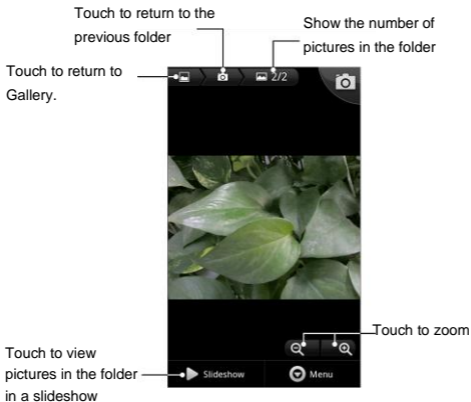 Touch to return to the
previous folder
Show the number of
pictures in the folder
Touch to return to
Gallery.
2/2
Touch to zoom
Touch to view
pictures in the folder
in a slideshow
Slideshow
Menu